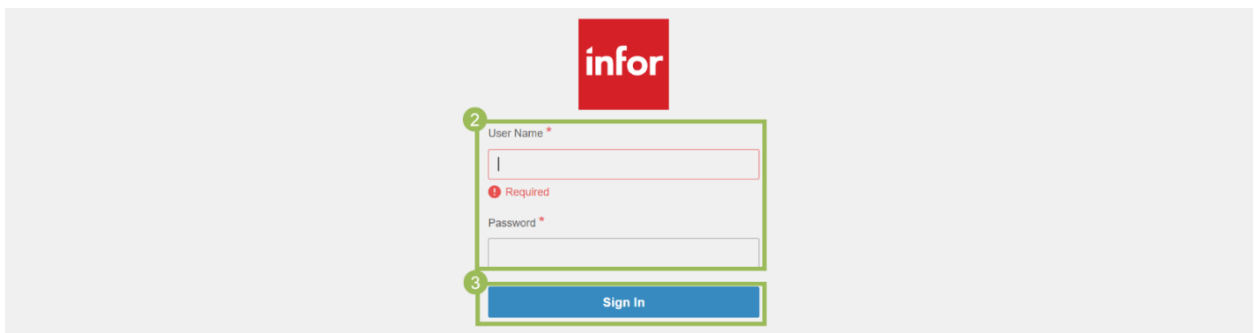 infor
2
User Name *
Required
Password *
3
Sign In